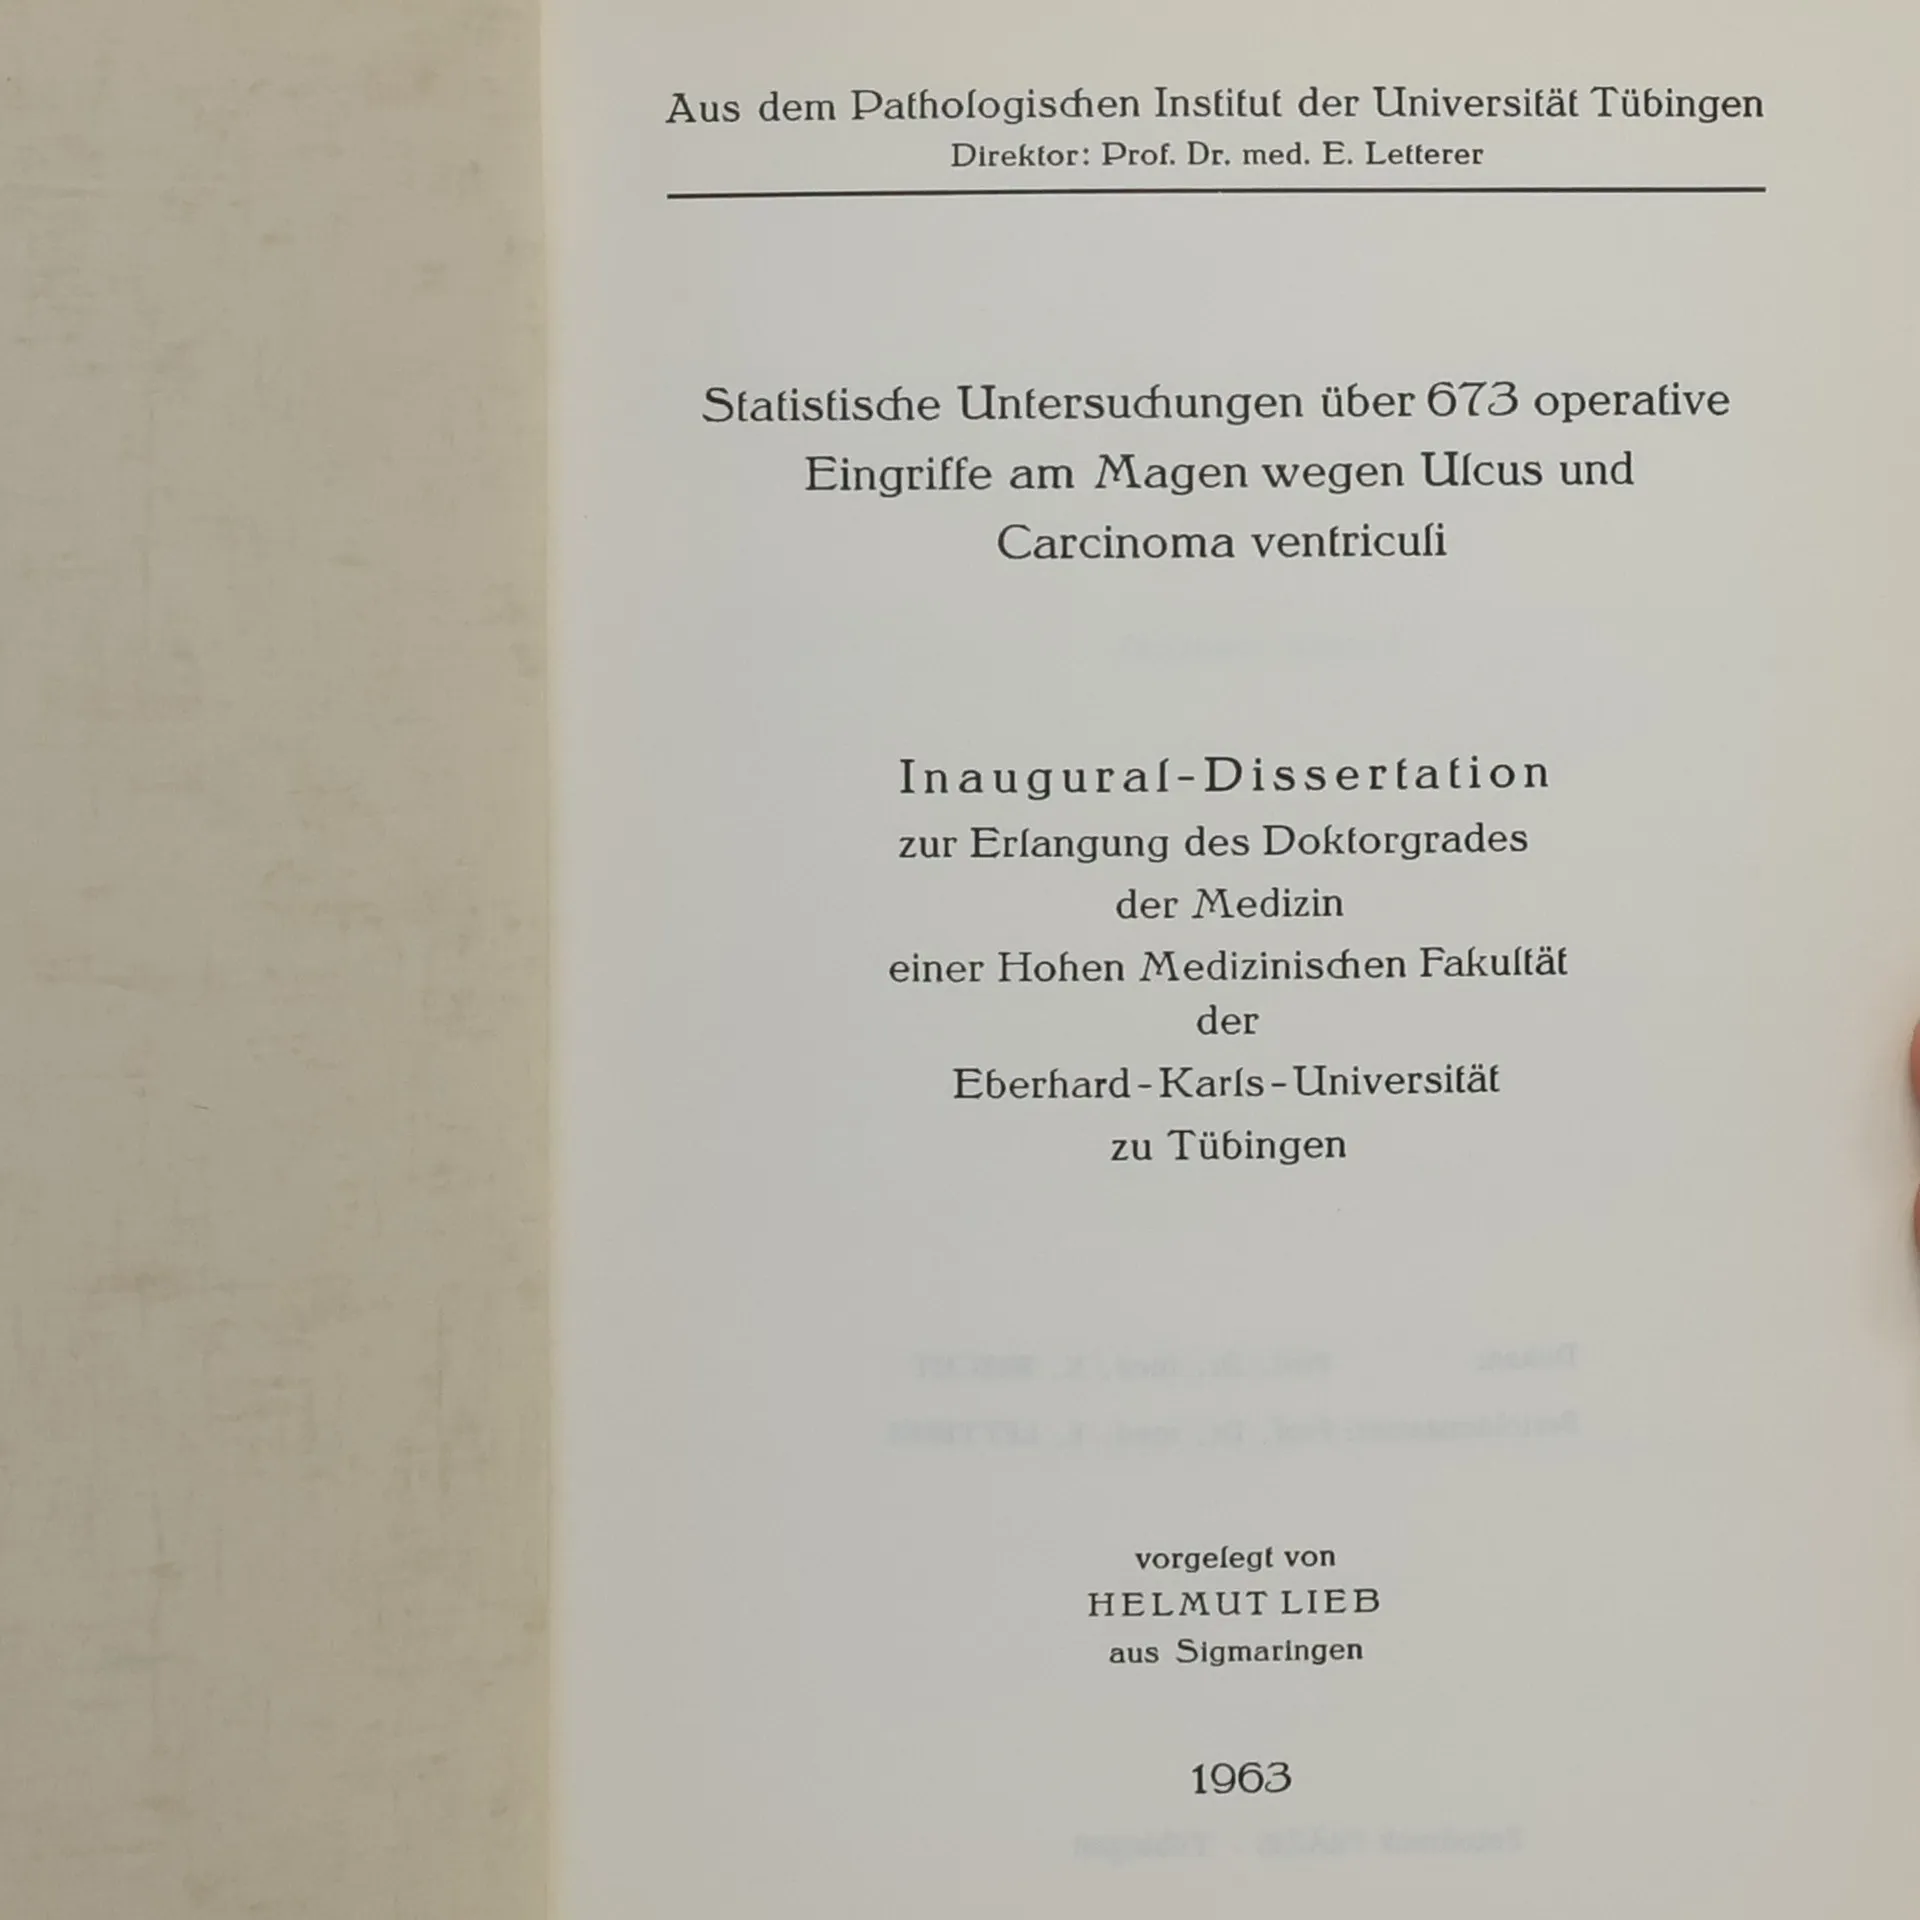 Aus dem Pathologischen Institut der Universität Tübingen
Direktor: Prof. Dr. med. E. Letterer
Statistische Untersuchungen über 673 operative
Eingriffe am Magen wegen Ulcus und
Carcinoma ventriculi
Inaugural-Dissertation
zur Erlangung des Doktorgrades
der Medizin
einer Hohen Medizinischen Fakultät
der
Eberhard-Karls-Universität
zu Tübingen
vorgelegt von
HELMUT LIEB
aus Sigmaringen
1963